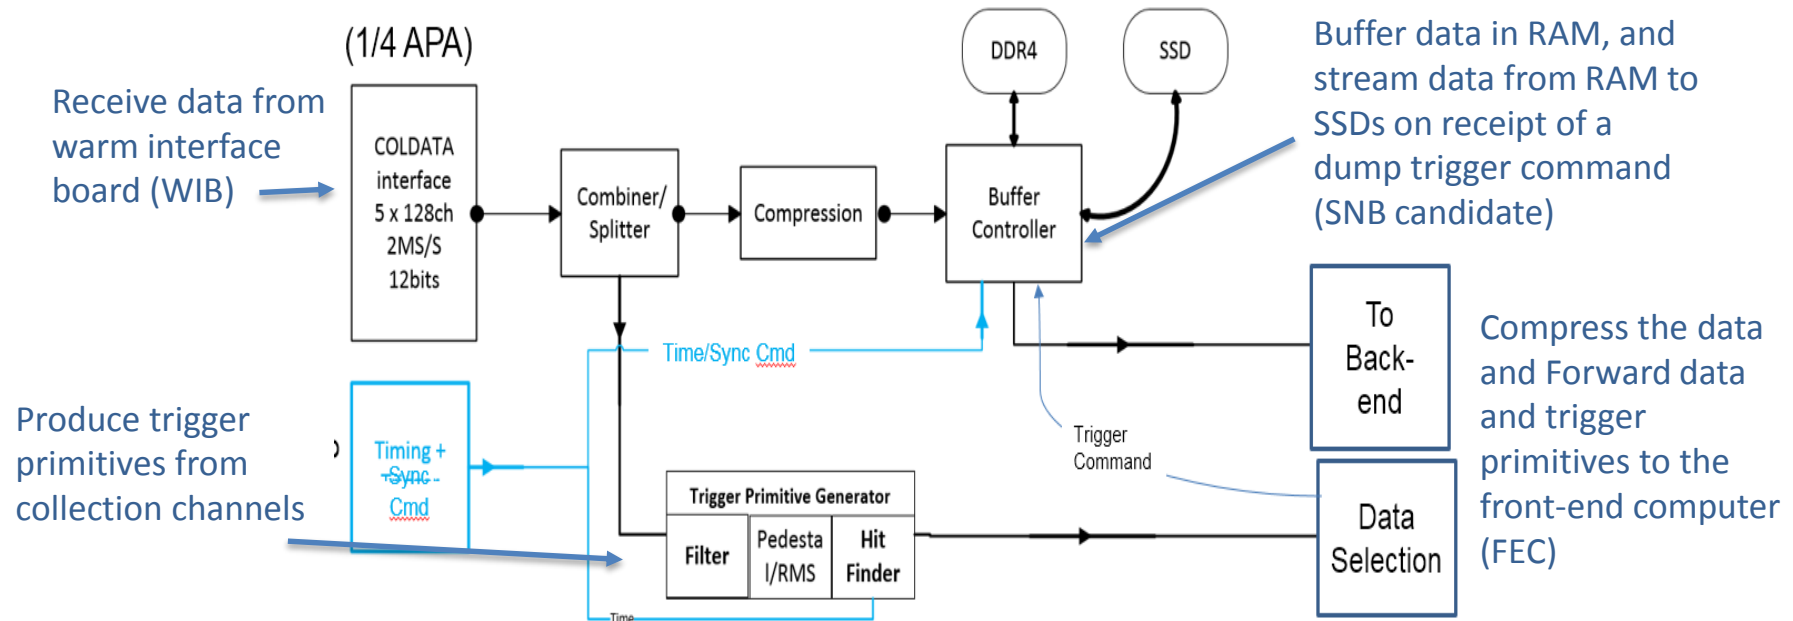 (1/4 APA)
Receive data from
warm interface
board (WIB)
COLDATA
interface
5 x 128ch
2MS/S
12bits
Combiner/
Splitter
Compression
DDR4
SSD
Buffer
Controller
Buffer data in RAM, and
stream data from RAM to
SSDs on receipt of a
dump trigger command
(SNB candidate)
To
Back-
end
Compress the data
and Forward data
and trigger
primitives to the
front-end computer
(FEC)
Time/Sync Cmd
Produce trigger
primitives from
collection channels
Timing +
Sync
Cmd
Trigger
Command
Trigger Primitive Generator
Filter
Pedesta
l/RMS
Hit
Finder
Data
Selection
Time